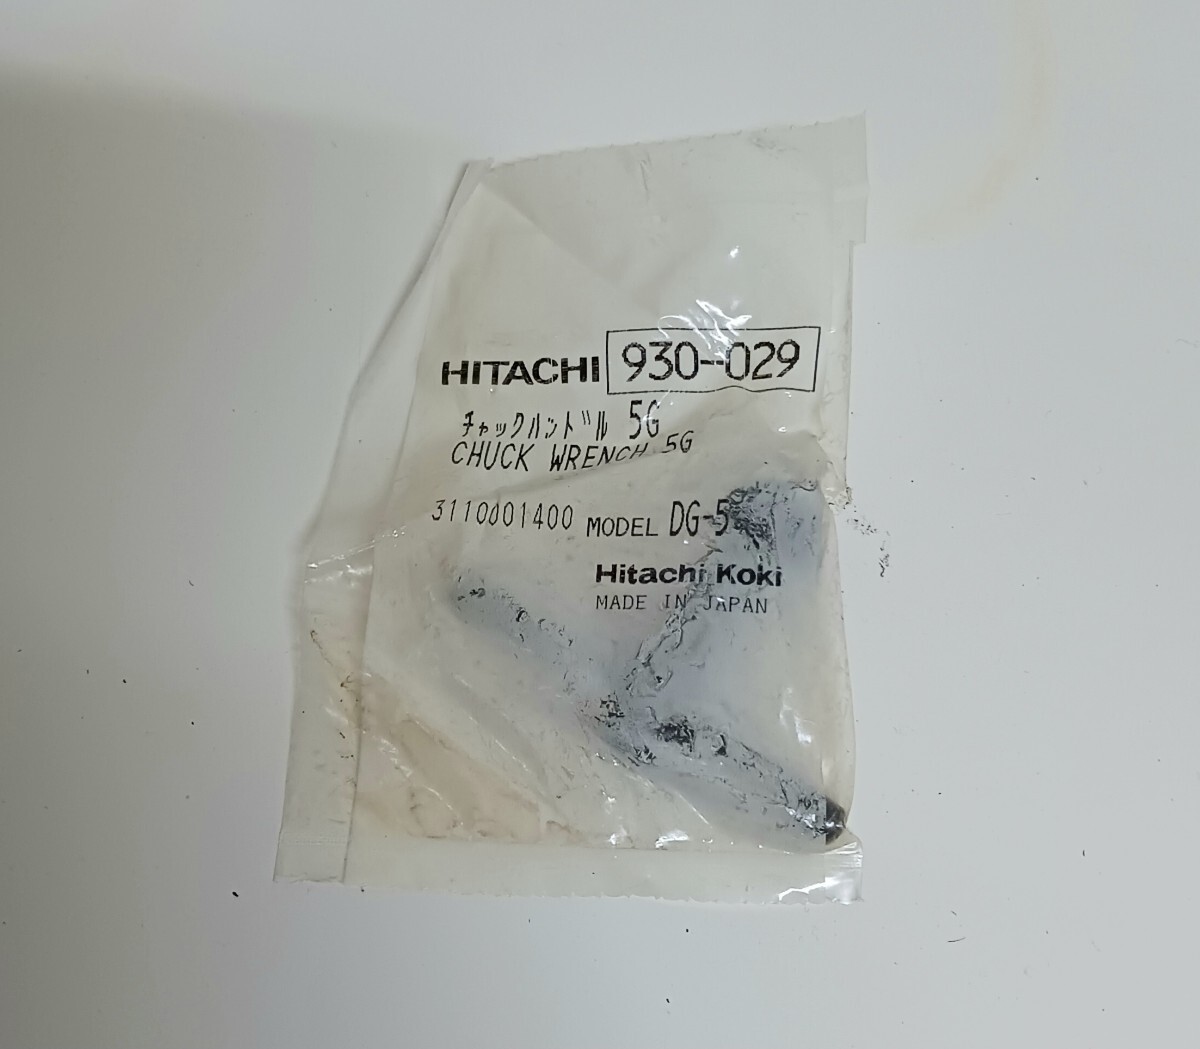 HITACHI 930-029
チャックハンドル 5G
CHUCK WRENCH 5G
3110001400 MODEL DG-5
Hitachi Koki
MADE IN JAPAN